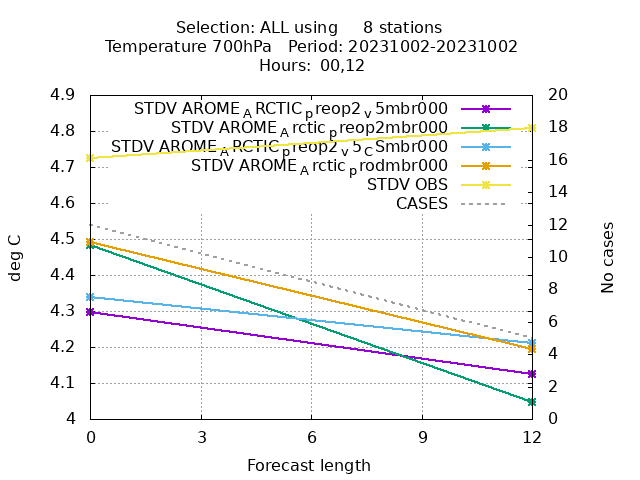 Selection: ALL using     8 stations
Temperature 700hPa   Period: 20231002-20231002
Hours: 00,12
STDV AROME_ARCTIC_preop2_v5mbr000
STDV AROME_Arctic_preop2mbr000
STDV AROME_ARCTIC_preop2_v5_CSmbr000
STDV AROME_Arctic_prodmbr000
STDV OBS
CASES
4.9
4.8
4.7
4.6
4.5
4.4
4.3
4.2
4.1
4
deg C
20
18
16
14
12
10
8
6
4
2
0
No cases
0 3 6 9 12
Forecast length